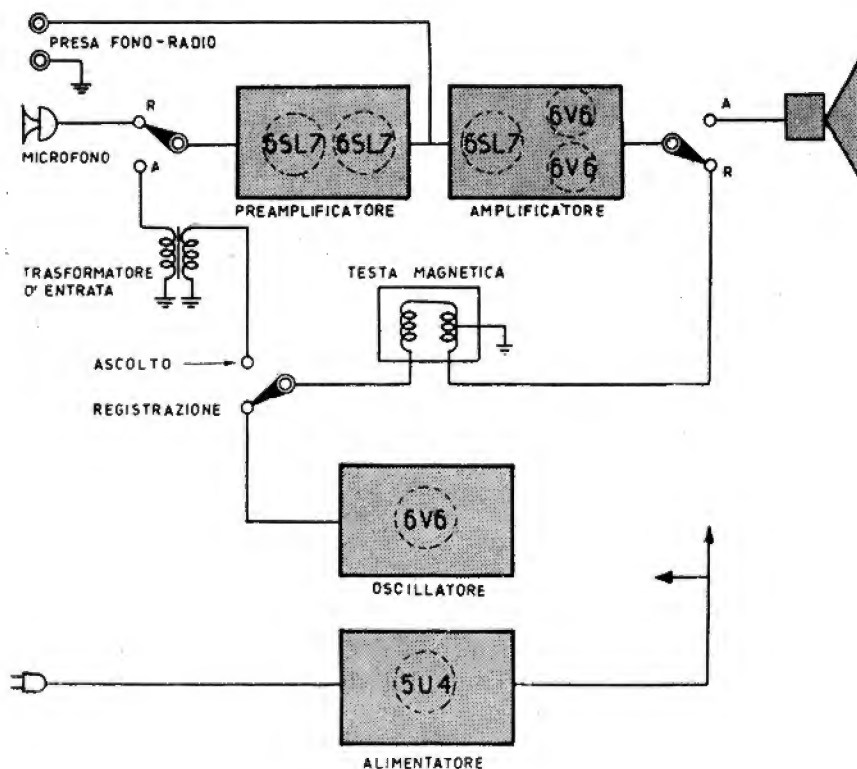 PRESA FONO-RADIO
R
A
6SL7 6SL7
6SL7
6V6
6V6
A
R
MICROFONO
PREAMPLIFICATORE
AMPLIFICATORE
TRASFORMATORE
D'ENTRATA
TESTA MAGNETICA
ASCOLTO
REGISTRAZIONE
6V6
OSCILLATORE
5U4
ALIMENTATORE